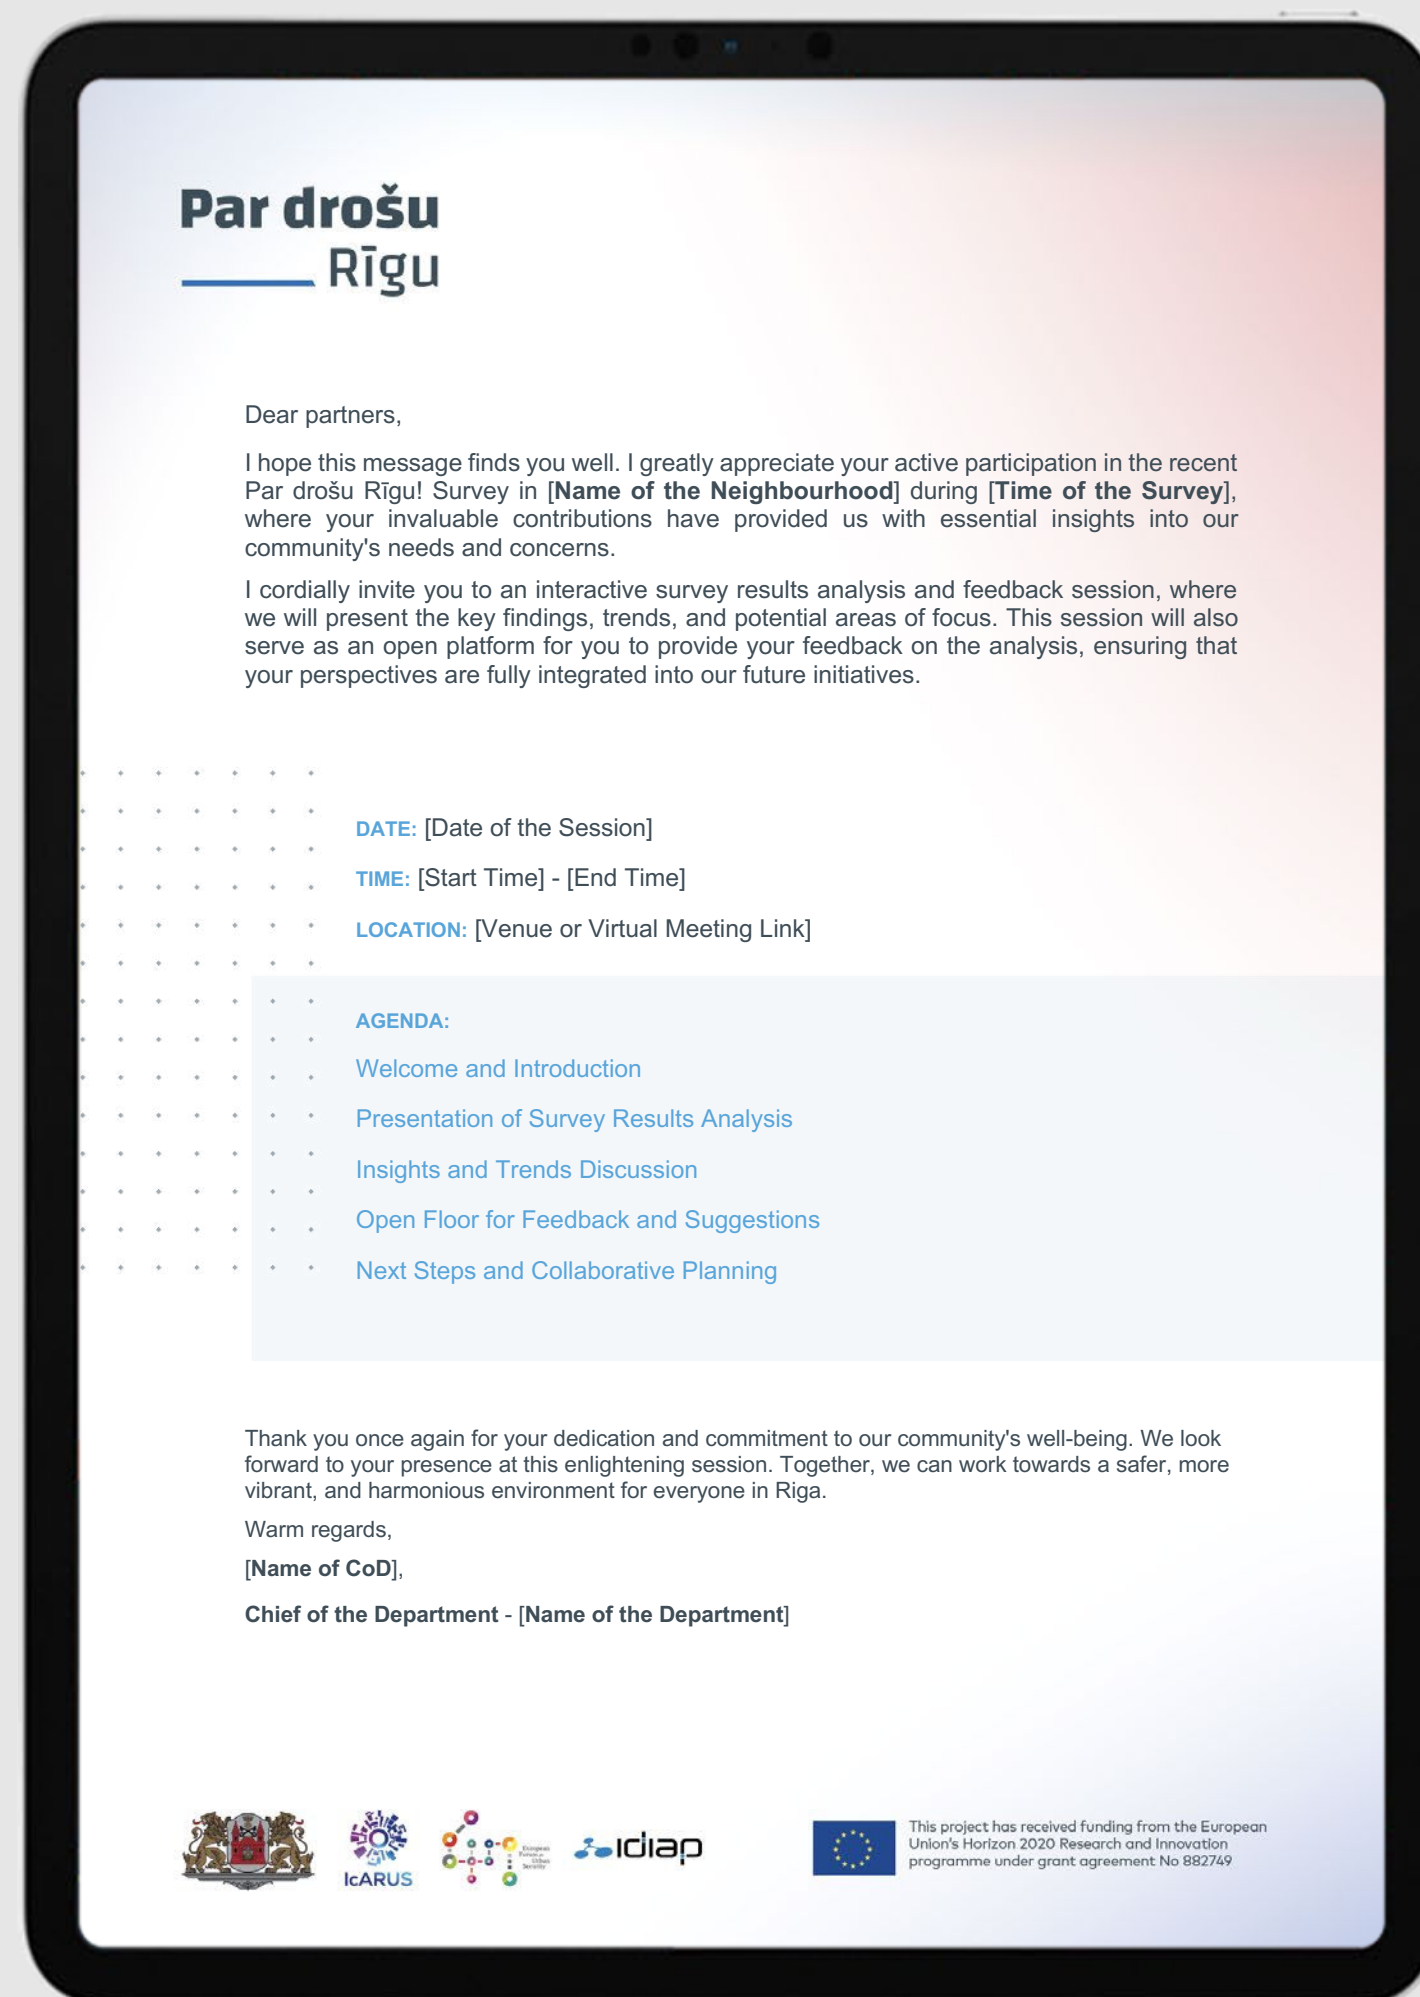 Par drošu
Rīgu
Dear partners,
I hope this message finds you well. I greatly appreciate your active participation in the recent
Par drošu Rīgu! Survey in [Name of the Neighbourhood] during [Time of the Survey],
where your invaluable contributions have provided us with essential insights into our
community's needs and concerns.
I cordially invite you to an interactive survey results analysis and feedback session, where
we will present the key findings, trends, and potential areas of focus. This session will also
serve as an open platform for you to provide your feedback on the analysis, ensuring that
your perspectives are fully integrated into our future initiatives.
DATE: [Date of the Session]
TIME: [Start Time] - [End Time]
LOCATION: [Venue or Virtual Meeting Link]
AGENDA:
Welcome and Introduction
Presentation of Survey Results Analysis
Insights and Trends Discussion
Open Floor for Feedback and Suggestions
Next Steps and Collaborative Planning
Thank you once again for your dedication and commitment to our community's well-being. We look
forward to your presence at this enlightening session. Together, we can work towards a safer, more
vibrant, and harmonious environment for everyone in Riga.
Warm regards,
[Name of CoD],
Chief of the Department - [Name of the Department]
IcARUS
European
Forum for
Urban
Security
idiap
This project has received funding from the European
Union's Horizon 2020 Research and Innovation
programme under grant agreement No 882749